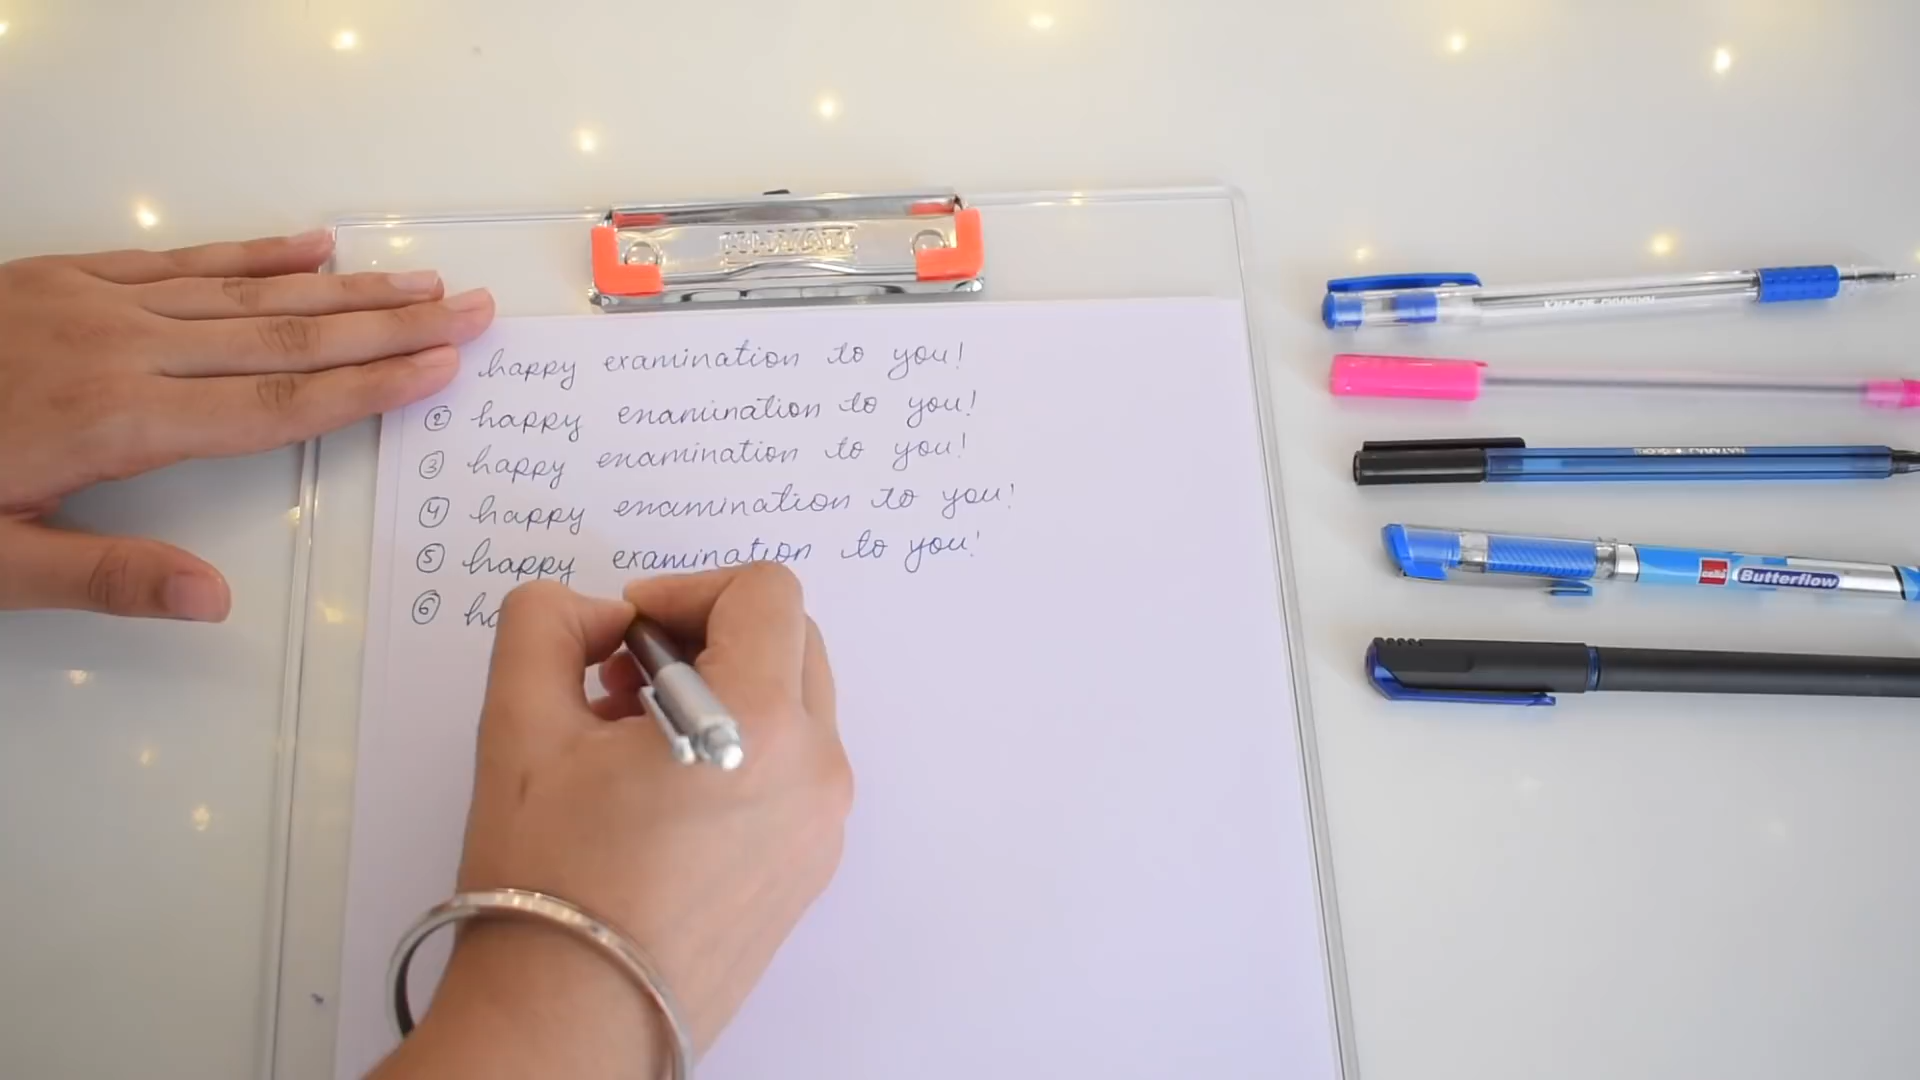 happy examination to you!
② happy examination to you!
③ happy examination to you!
④ happy examination to you!
⑤ happy examination to you!
⑥ ha
cello Butterflow